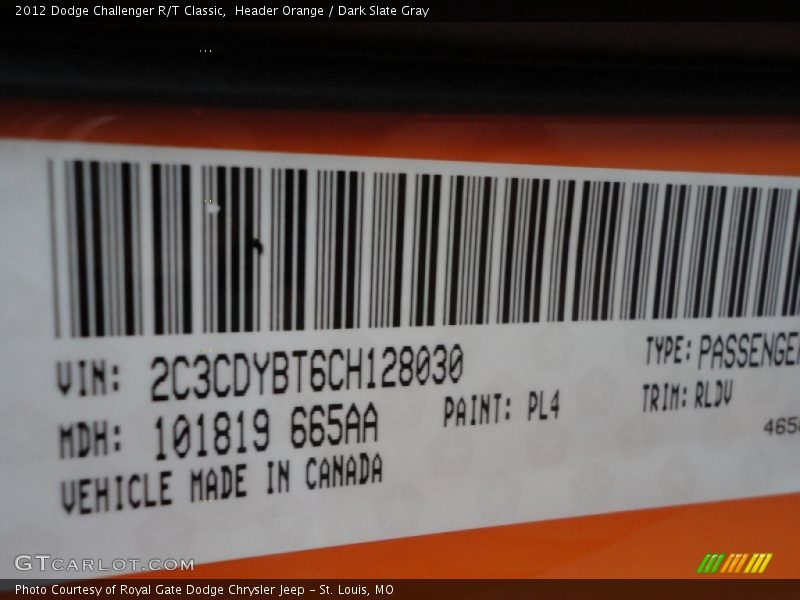 2012 Dodge Challenger R/T Classic,  Header Orange / Dark Slate Gray
VIN: 2C3CDYBT6CH128030
TYPE: PASSENGER
MDH: 101819 665AA
PAINT: PL4
TRIM: RLDV
VEHICLE MADE IN CANADA
465
GTCARLOT.COM
Photo Courtesy of Royal Gate Dodge Chrysler Jeep - St. Louis, MO